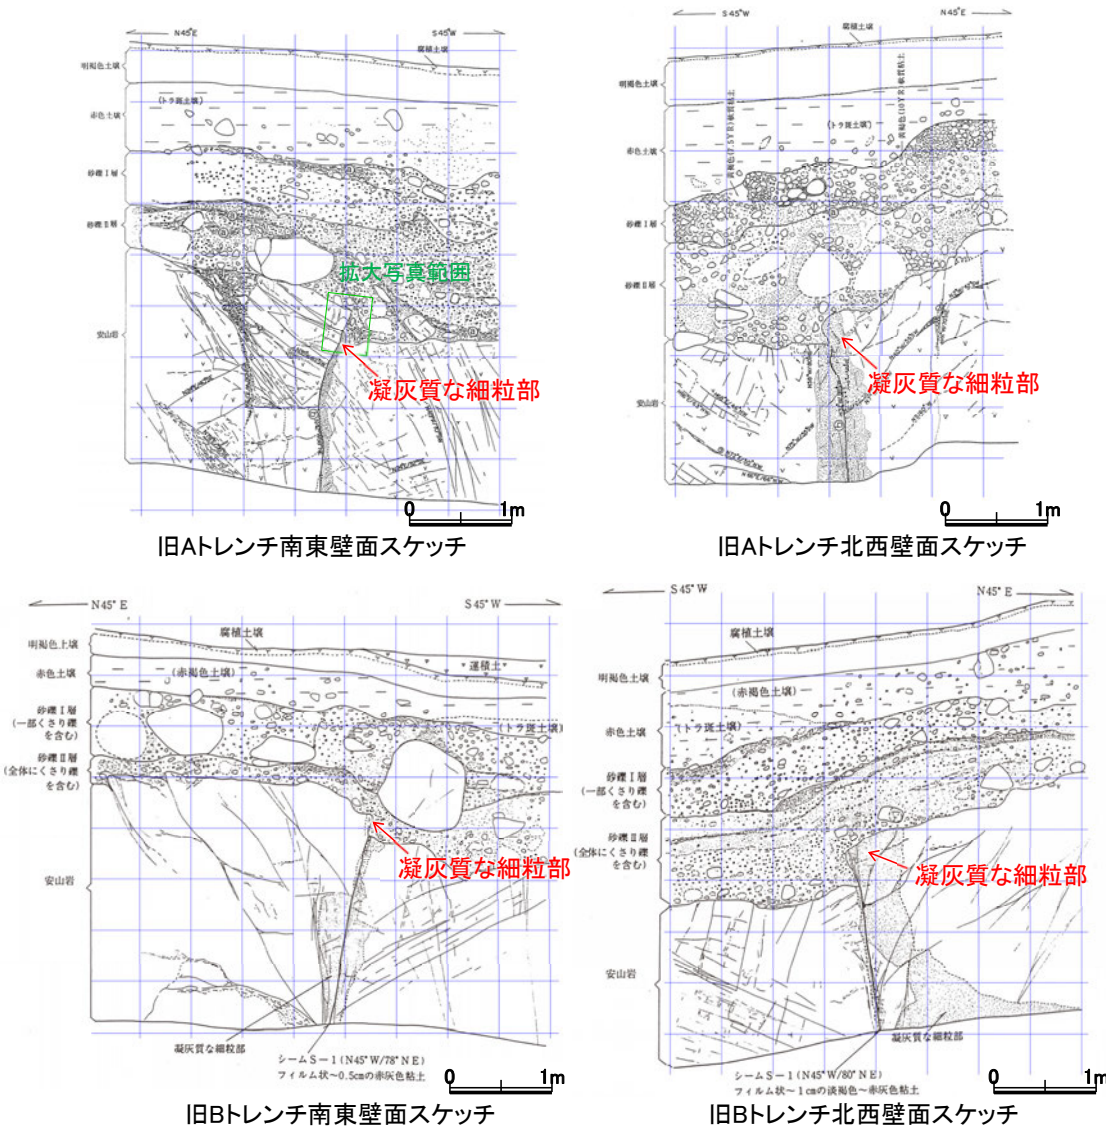 N45°E
S45°W
腐植土壌
明褐色土壌
(トラ斑土壌)
赤色土壌
砂礫Ⅰ層
砂礫Ⅱ層
拡大写真範囲
安山岩
凝灰質な細粒部
0
1m
旧Aトレンチ南東壁面スケッチ
S45°W
N45°E
腐植土壌
明褐色土壌
(トラ斑土壌)
赤色土壌
砂礫Ⅰ層
砂礫Ⅱ層
凝灰質な細粒部
安山岩
0
1m
旧Aトレンチ北西壁面スケッチ
N45°E
S45°W
腐植土壌
明褐色土壌
運積土
赤色土壌
(赤褐色土壌)
砂礫Ⅰ層
(一部くさり礫
を含む)
(トラ斑土壌)
砂礫Ⅱ層
(全体にくさり礫
を含む)
凝灰質な細粒部
安山岩
凝灰質な細粒部
シームS-1(N45°W/78°NE)
フィルム状~0.5cmの赤灰色粘土
0
1m
旧Bトレンチ南東壁面スケッチ
S45°W
N45°E
腐植土壌
明褐色土壌
(赤褐色土壌)
(トラ斑土壌)
赤色土壌
砂礫Ⅰ層
(一部くさり礫
を含む)
砂礫Ⅱ層
(全体にくさり礫
を含む)
凝灰質な細粒部
安山岩
凝灰質な細粒部
シームS-1(N45°W/80°NE)
フィルム状~1cmの淡褐色~赤灰色粘土
0
1m
旧Bトレンチ北西壁面スケッチ